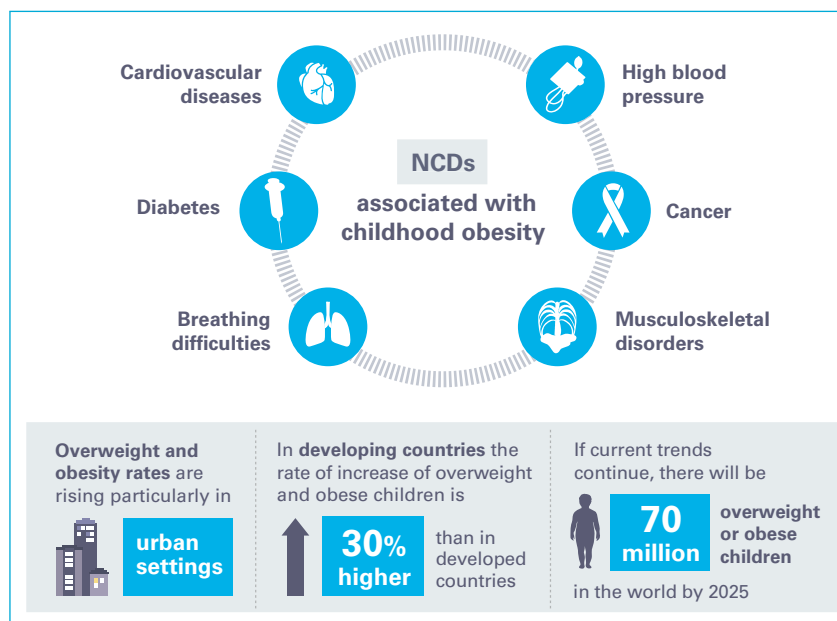 Cardiovascular
diseases
High blood
pressure
NCDs
associated with
childhood obesity
Diabetes
Cancer
Breathing
difficulties
Musculoskeletal
disorders
Overweight and
obesity rates are
rising particularly in
urban
settings
In developing countries the
rate of increase of overweight
and obese children is
30%
higher
than in
developed
countries
If current trends
continue, there will be
70
million
overweight
or obese
children
in the world by 2025